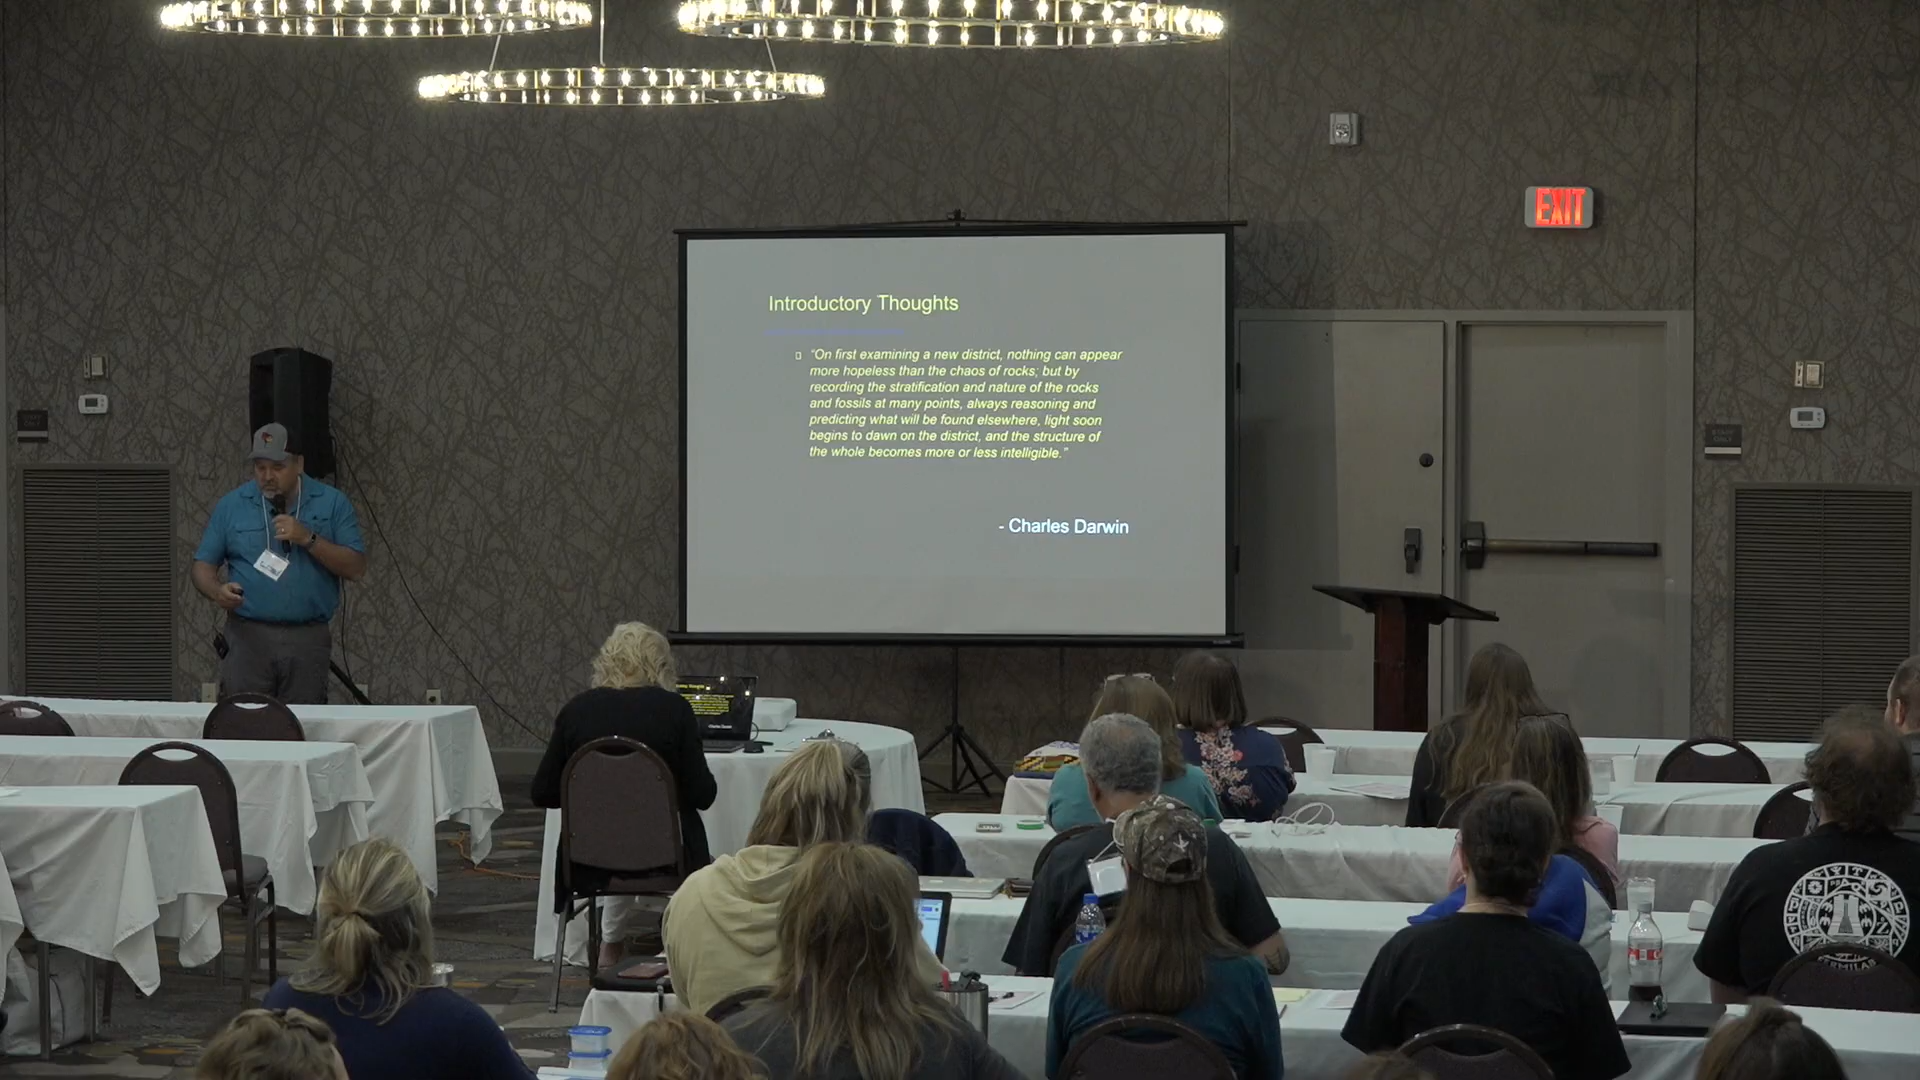 EXIT
Introductory Thoughts
“On first examining a new district, nothing can appear
more hopeless than the chaos of rocks; but by
recording the stratification and nature of the rocks
and fossils at many points, always reasoning and
predicting what will be found elsewhere, light soon
begins to dawn on the district, and the structure of
the whole becomes more or less intelligible.”
- Charles Darwin